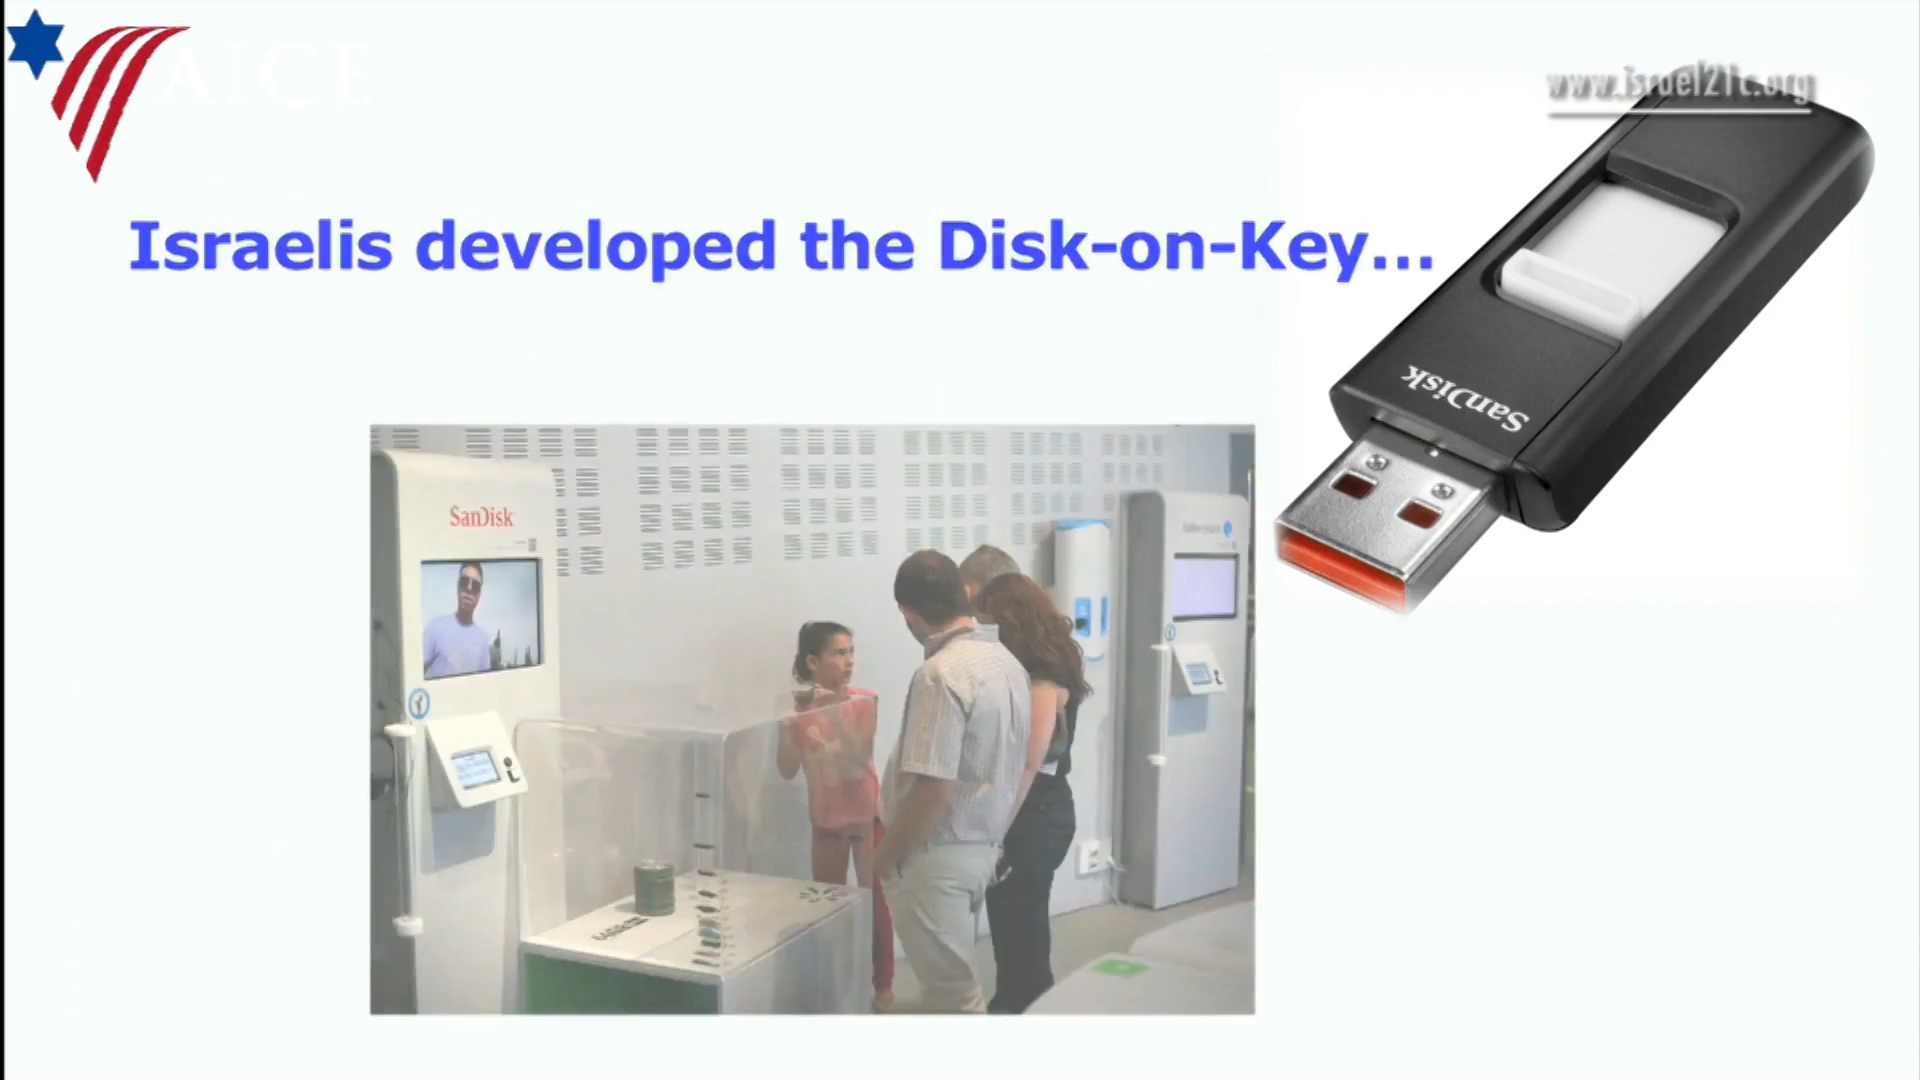 AICE
www.israel21c.org
Israelis developed the Disk-on-Key...
SanDisk
SanDisk